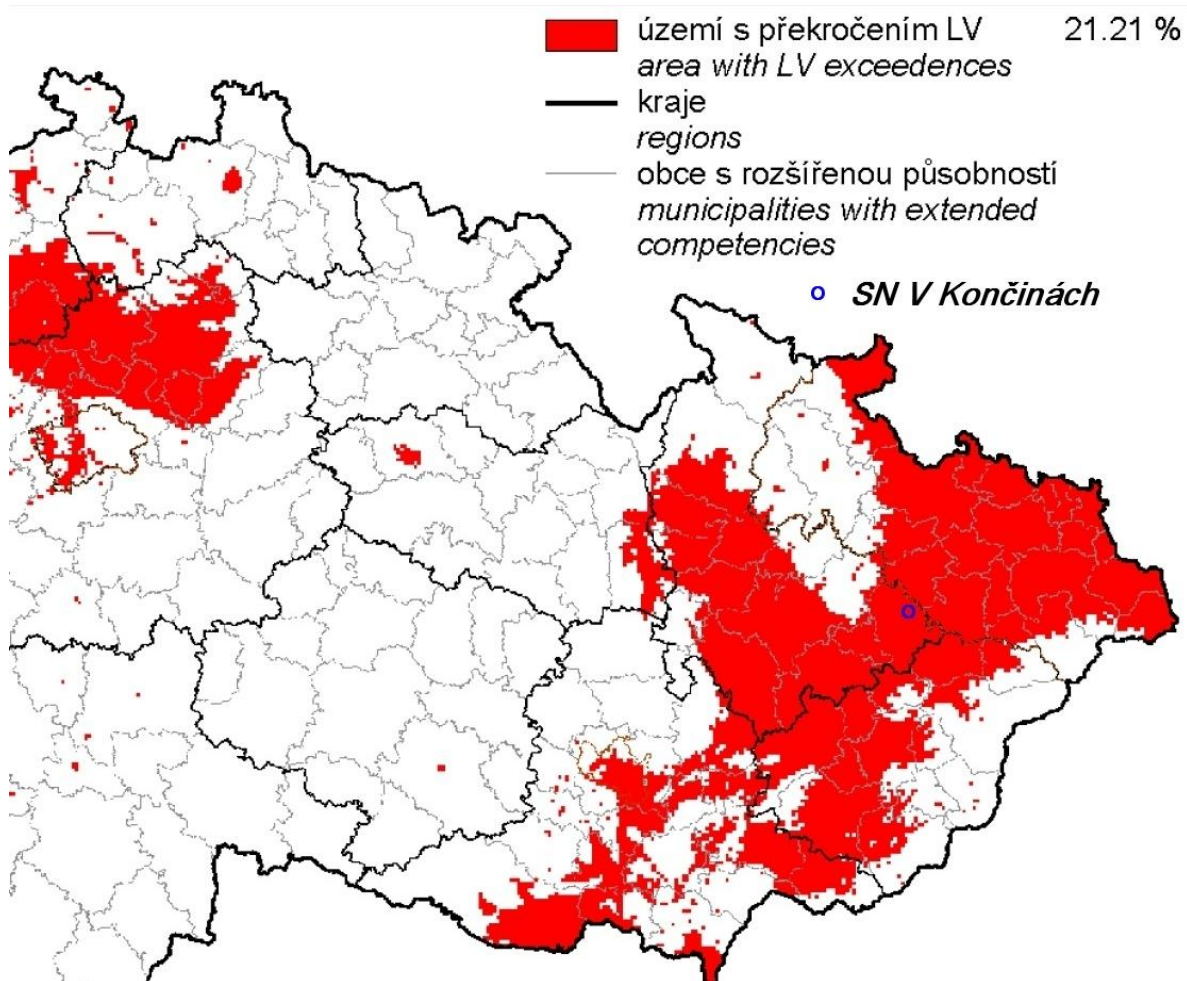 území s překročením LV 21.21 %
area with LV exceedences
kraje
regions
obce s rozšířenou působností
municipalities with extended
competencies
SN V Končinách